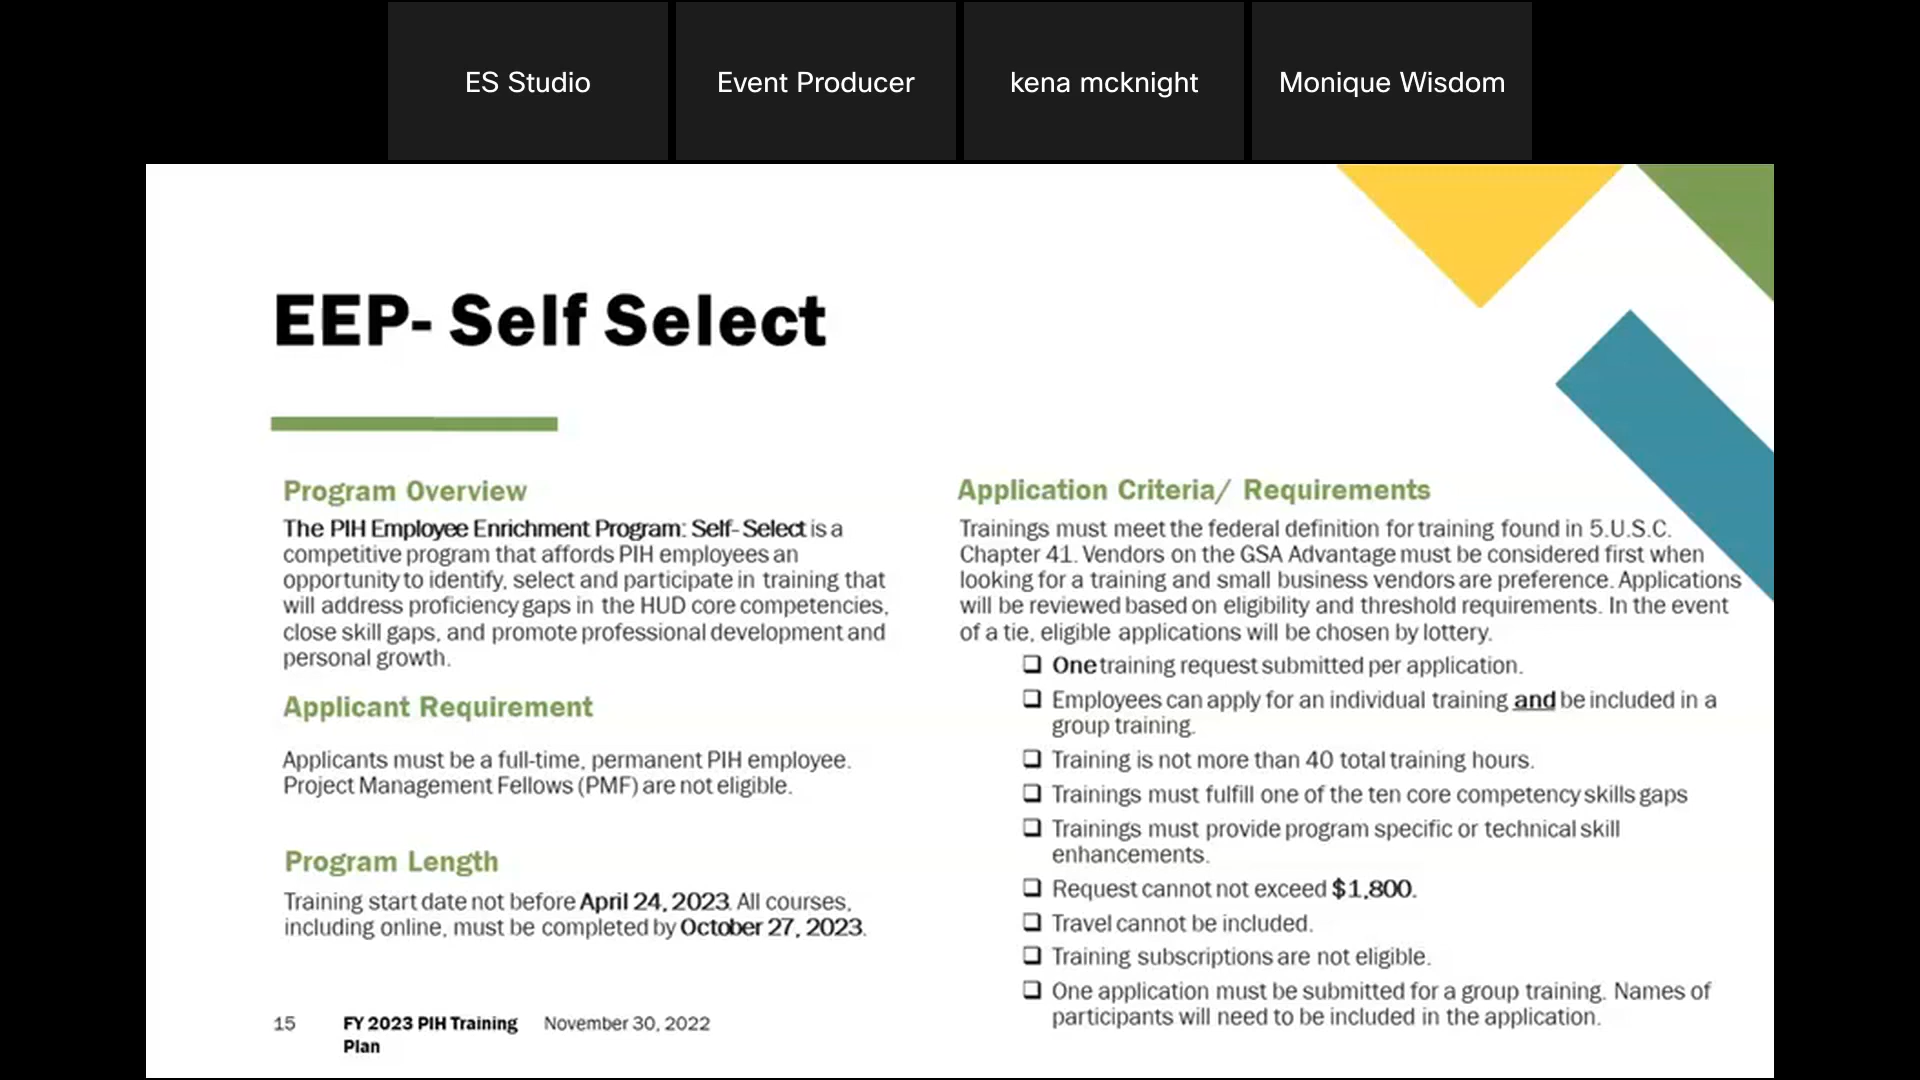 ES Studio
Event Producer
kena mcknight
Monique Wisdom
EEP- Self Select
Program Overview
The PIH Employee Enrichment Program: Self-Select is a
competitive program that affords PIH employees an
opportunity to identify, select and participate in training that
will address proficiency gaps in the HUD core competencies,
close skill gaps, and promote professional development and
personal growth.
Applicant Requirement
Applicants must be a full-time, permanent PIH employee.
Project Management Fellows (PMF) are not eligible.
Program Length
Training start date not before April 24, 2023. All courses,
including online, must be completed by October 27, 2023.
Application Criteria/ Requirements
Trainings must meet the federal definition for training found in 5.U.S.C.
Chapter 41. Vendors on the GSA Advantage must be considered first when
looking for a training and small business vendors are preference. Applications
will be reviewed based on eligibility and threshold requirements. In the event
of a tie, eligible applications will be chosen by lottery.
❑ One training request submitted per application.
❑ Employees can apply for an individual training and be included in a
group training.
❑ Training is not more than 40 total training hours.
❑ Trainings must fulfill one of the ten core competency skills gaps
❑ Trainings must provide program specific or technical skill
enhancements.
❑ Request cannot not exceed $1,800.
❑ Travel cannot be included.
❑ Training subscriptions are not eligible.
❑ One application must be submitted for a group training. Names of
participants will need to be included in the application.
15 FY 2023 PIH Training November 30, 2022
Plan